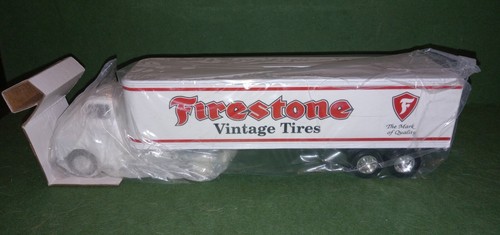 Firestone
Vintage Tires
F
The Mark
of Quality